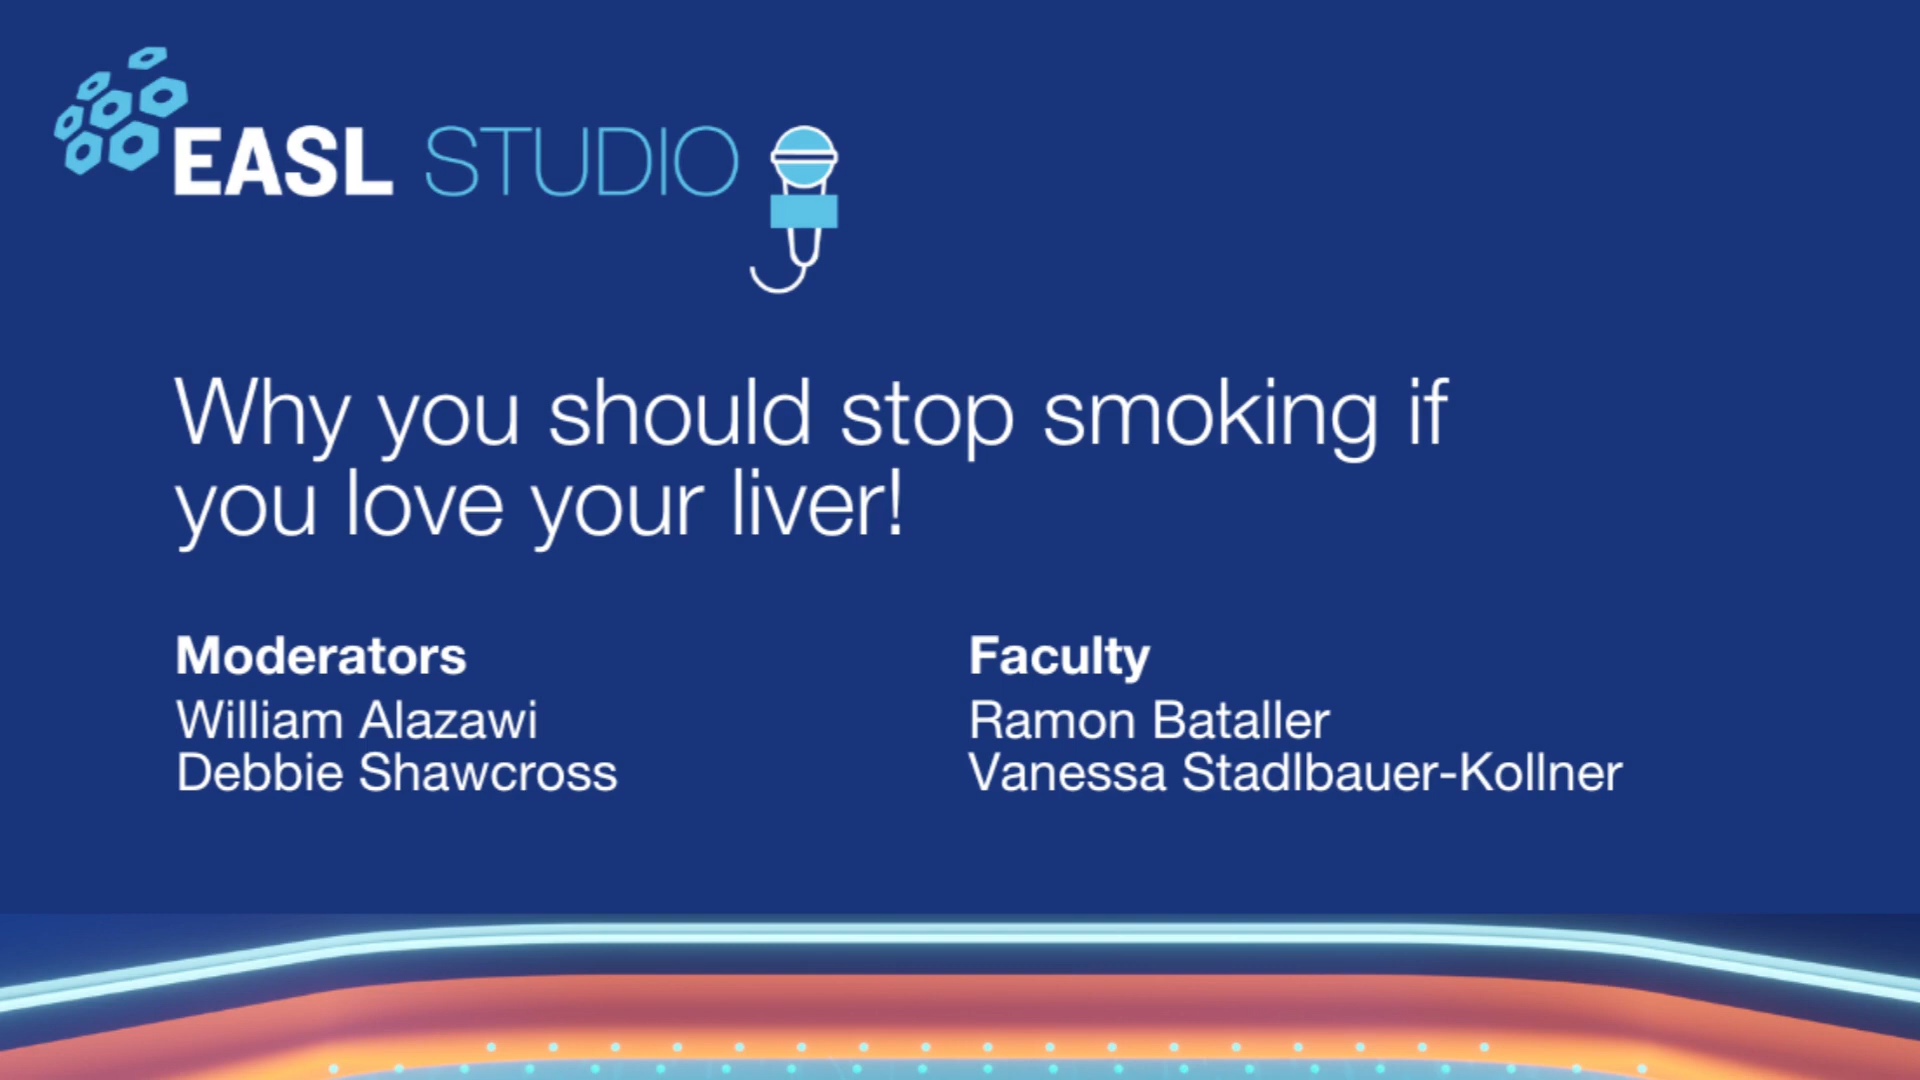 EASL STUDIO
Why you should stop smoking if
you love your liver!
Moderators
William Alazawi
Debbie Shawcross
Faculty
Ramon Bataller
Vanessa Stadlbauer-Kollner